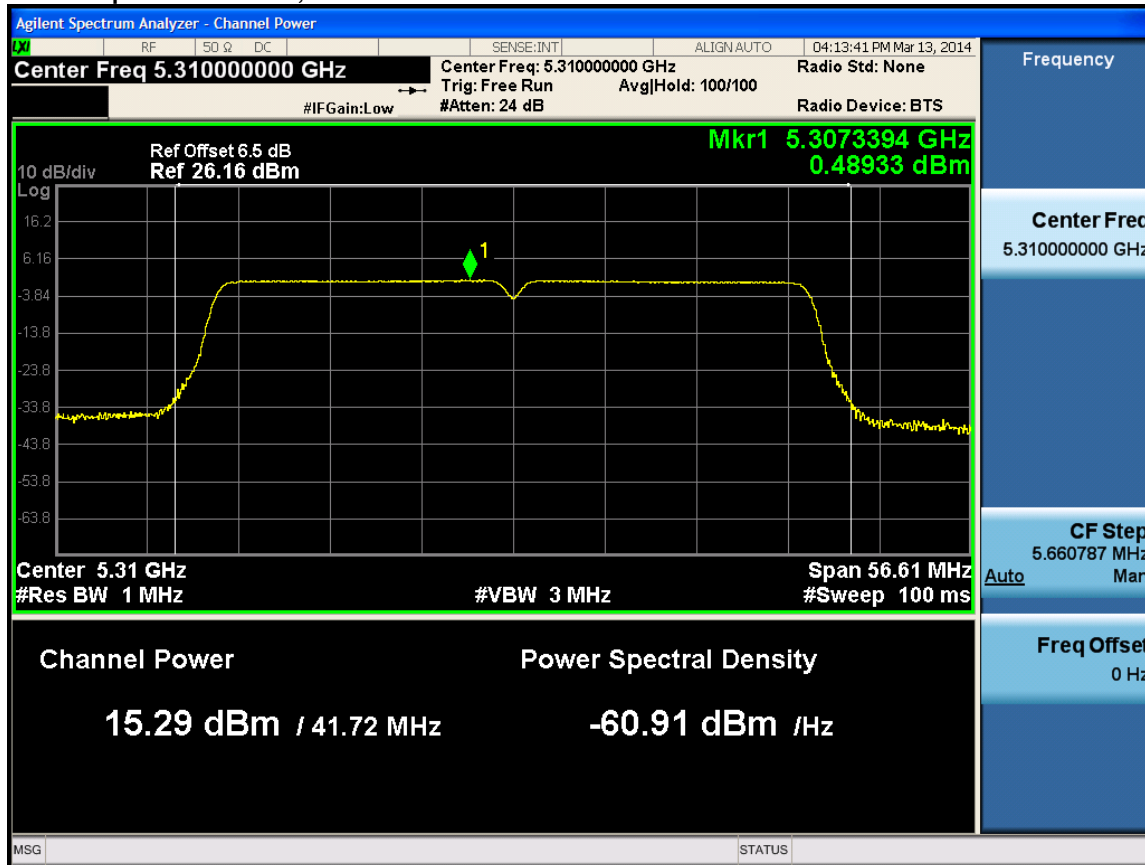 Agilent Spectrum Analyzer - Channel Power
LXI RF 50 Ω DC SENSE:INT ALIGN AUTO 04:13:41 PM Mar 13, 2014
Center Freq 5.310000000 GHz
Center Freq: 5.310000000 GHz
Radio Std: None
Trig: Free Run Avg|Hold: 100/100
#IFGain:Low
#Atten: 24 dB
Radio Device: BTS
Mkr1 5.3073394 GHz
0.48933 dBm
Ref Offset 6.5 dB
10 dB/div Ref 26.16 dBm
Log
16.2
6.16
-3.84
-13.8
-23.8
-33.8
-43.8
-53.8
-63.8
1
Center 5.31 GHz Span 56.61 MHz
#Res BW 1 MHz #VBW 3 MHz #Sweep 100 ms
Channel Power Power Spectral Density
15.29 dBm / 41.72 MHz -60.91 dBm /Hz
MSG STATUS
Frequency
Center Freq
5.310000000 GHz
CF Step
5.660787 MHz
Auto Man
Freq Offset
0 Hz